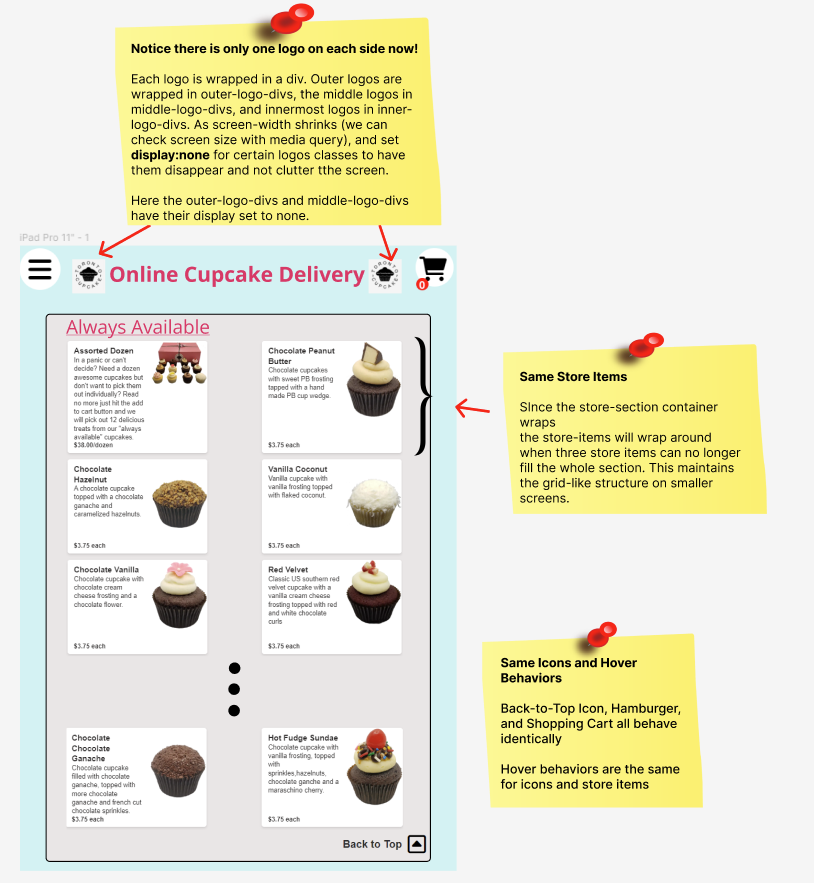 Notice there is only one logo on each side now!
Each logo is wrapped in a div. Outer logos are
wrapped in outer-logo-divs, the middle logos in
middle-logo-divs, and innermost logos in inner-
logo-divs. As screen-width shrinks (we can
check screen size with media query), and set
display:none for certain logos classes to have
them disappear and not clutter tthe screen.
Here the outer-logo-divs and middle-logo-divs
have their display set to none.
iPad Pro 11" - 1
TORONTO
CUPCAKE
Online Cupcake Delivery
TORONTO
CUPCAKE
0
Always Available
Assorted Dozen
In a panic or can't
decide? Need a dozen
awesome cupcakes but
don't want to pick them
out individually? Read
no more just hit the add
to cart button and we
will pick out 12 delicious
treats from our "always
available" cupcakes.
$38.00/dozen
Chocolate Peanut
Butter
Chocolate cupcakes
with sweet PB frosting
tapped with a hand
made PB cup wedge.
$3.75 each
Chocolate
Hazelnut
A chocolate cupcake
topped with a chocolate
ganache and
caramelized hazelnuts.
$3.75 each
Vanilla Coconut
Vanilla cupcake with
vanilla frosting topped
with flaked coconut.
$3.75 each
Chocolate Vanilla
Chocolate cupcake with
chocolate cream
cheese frosting and a
chocolate flower.
$3.75 each
Red Velvet
Classic US southern red
velvet cupcake with a
vanilla cream cheese
frosting topped with red
and white chocolate
curls
$3.75 each
Chocolate
Chocolate
Ganache
Chocolate cupcake
filled with chocolate
ganache, topped with
more chocolate
ganache and french cut
chocolate sprinkles.
$3.75 each
Hot Fudge Sundae
Chocolate cupcake with
vanilla frosting, topped
with
sprinkles,hazelnuts,
chocolate ganche and a
maraschino cherry.
$3.75 each
Back to Top
Same Store Items
SInce the store-section container
wraps
the store-items will wrap around
when three store items can no longer
fill the whole section. This maintains
the grid-like structure on smaller
screens.
Same Icons and Hover
Behaviors
Back-to-Top Icon, Hamburger,
and Shopping Cart all behave
identically
Hover behaviors are the same
for icons and store items